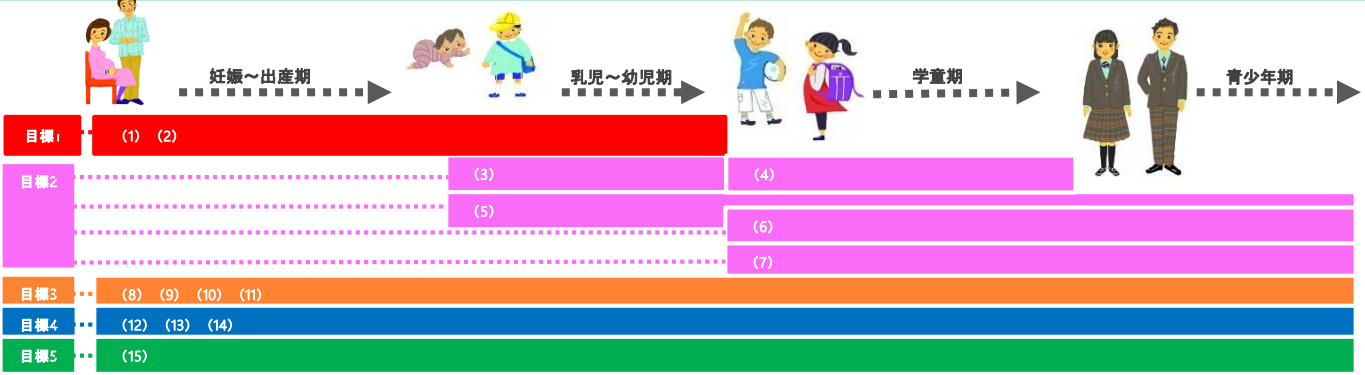 妊娠～出産期
乳児～幼児期
学童期
青少年期
目標1 (1) (2)
目標2 (3) (4)
(5)
(6)
(7)
目標3 (8) (9) (10) (11)
目標4 (12) (13) (14)
目標5 (15)